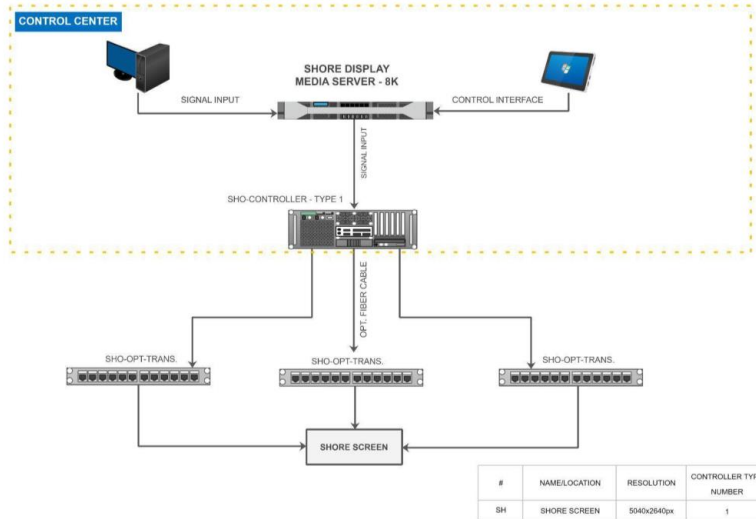 CONTROL CENTER
SHORE DISPLAY
MEDIA SERVER - 8K
SIGNAL INPUT
CONTROL INTERFACE
SIGNAL INPUT
SHO-CONTROLLER - TYPE 1
OPT. FIBER CABLE
SHO-OPT-TRANS.
SHO-OPT-TRANS.
SHO-OPT-TRANS.
SHORE SCREEN
# NAME/LOCATION RESOLUTION CONTROLLER TYP
NUMBER
SH SHORE SCREEN 5040x2640px 1